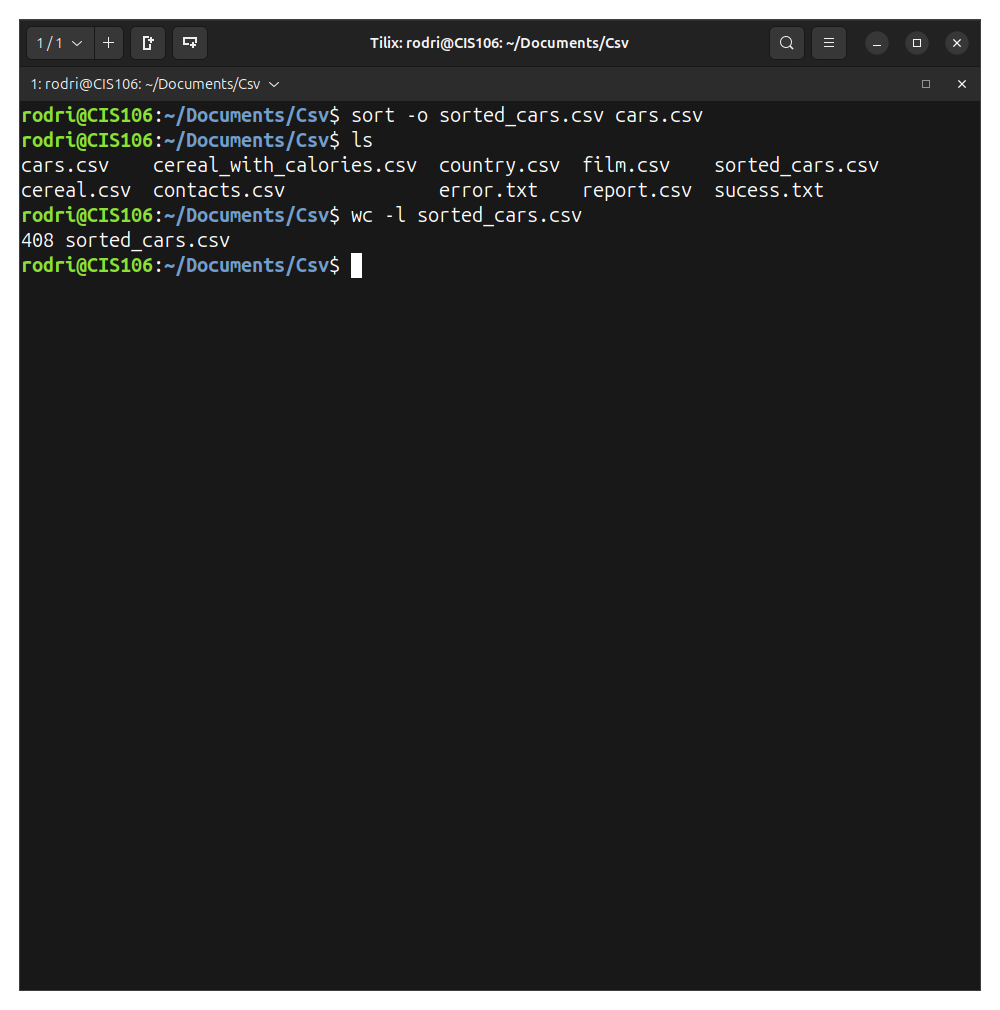 1 / 1
Tilix: rodri@CIS106: ~/Documents/Csv
1: rodri@CIS106: ~/Documents/Csv
rodri@CIS106:~/Documents/Csv$ sort -o sorted_cars.csv cars.csv
rodri@CIS106:~/Documents/Csv$ ls
cars.csv    cereal_with_calories.csv  country.csv  film.csv    sorted_cars.csv
cereal.csv  contacts.csv              error.txt    report.csv  sucess.txt
rodri@CIS106:~/Documents/Csv$ wc -l sorted_cars.csv
408 sorted_cars.csv
rodri@CIS106:~/Documents/Csv$